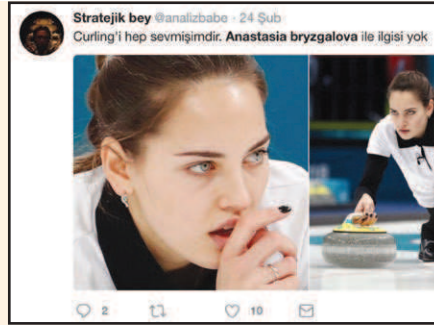 Stratejik bey @analizbabe · 24 Şub
Curling'i hep sevmişimdir. Anastasia bryzgalova ile ilgisi yok
2 10